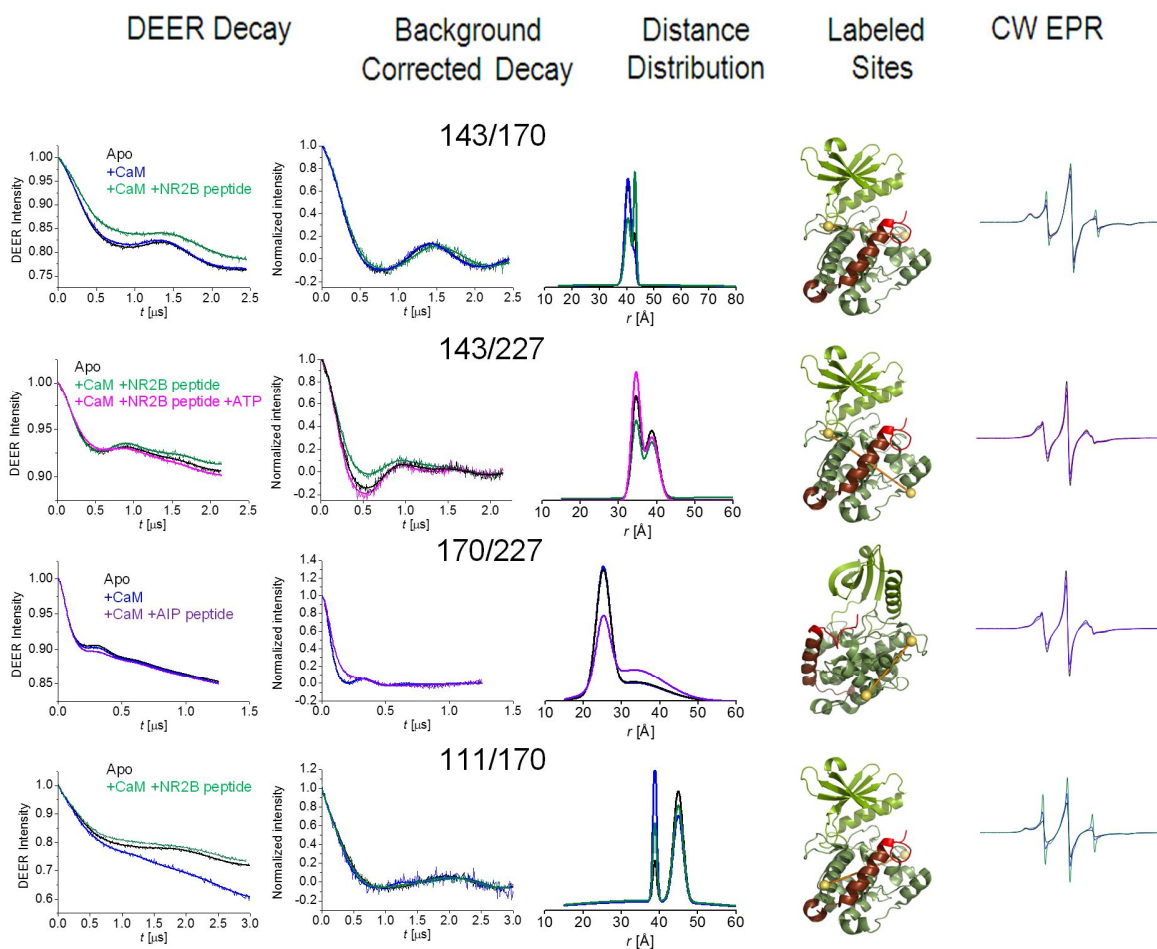 DEER Decay
Background
Corrected Decay
Distance
Distribution
Labeled
Sites
CW EPR
143/170
DEER Intensity
1.00
0.95
0.90
0.85
0.80
0.75
Apo
+CaM
+CaM +NR2B peptide
0.0 0.5 1.0 1.5 2.0 2.5
t [μs]
Normalized intensity
1.0
0.8
0.6
0.4
0.2
0.0
-0.2
0.0 0.5 1.0 1.5 2.0 2.5
t [μs]
10 20 30 40 50 60 70 80
r [Å]
143/227
DEER Intensity
1.00
0.95
0.90
Apo
+CaM +NR2B peptide
+CaM +NR2B peptide +ATP
0.0 0.5 1.0 1.5 2.0
t [μs]
Normalized intensity
1.0
0.8
0.6
0.4
0.2
0.0
-0.2
0.0 0.5 1.0 1.5 2.0
t [μs]
10 20 30 40 50 60
r [Å]
170/227
DEER Intensity
1.00
0.95
0.90
0.85
Apo
+CaM
+CaM +AIP peptide
0.0 0.5 1.0 1.5
t [μs]
Normalized intensity
1.4
1.2
1.0
0.8
0.6
0.4
0.2
0.0
-0.2
0.0 0.5 1.0 1.5
t [μs]
10 20 30 40 50 60
r [Å]
111/170
DEER Intensity
1.0
0.9
0.8
0.7
0.6
Apo
+CaM +NR2B peptide
0.0 0.5 1.0 1.5 2.0 2.5 3.0
t [μs]
Normalized intensity
1.2
1.0
0.8
0.6
0.4
0.2
0.0
-0.2
0.0 0.5 1.0 1.5 2.0 2.5 3.0
t [μs]
10 20 30 40 50 60 70 80
r [Å]